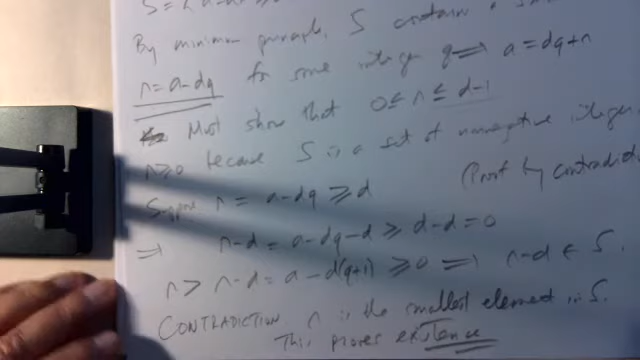 S = { a - d
By minimum principle, S contains a
r = a - dq for some integer q ⟺ a = dq + r
Must show that 0 ≤ r ≤ d-1
r ≥ 0 because S is a set of nonnegative integers
Suppose r = a - dq ≥ d (Proof by contradict
⟹ r - d = a - dq - d ≥ d - d = 0
r > r - d = a - d(q+1) ≥ 0 ⟹ r - d ∈ S.
CONTRADICTION r is the smallest element in S.
This proves existence